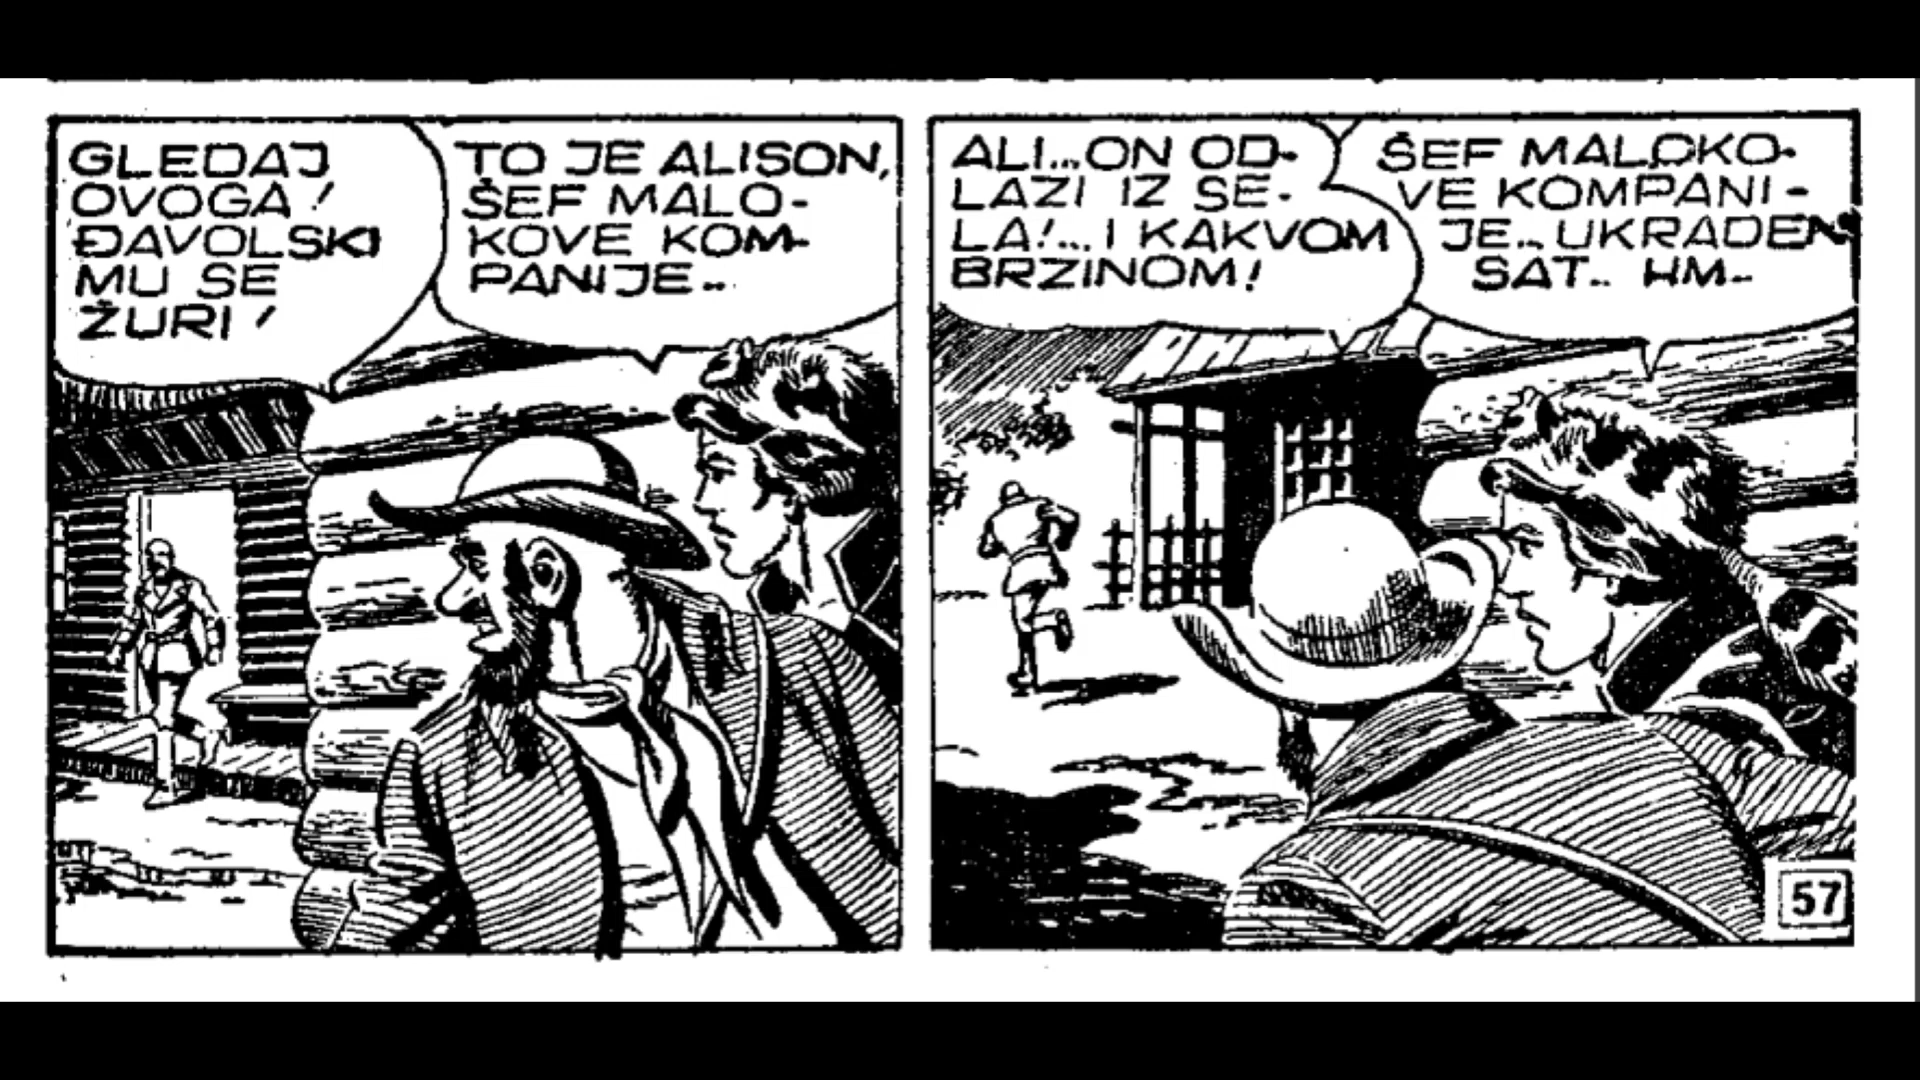 GLEDAJ
OVOGA!
ĐAVOLSKI
MU SE
ŽURI!
TO JE ALISON,
ŠEF MALO-
KOVE KOM-
PANIJE..
ALI...ON OD-
LAZI IZ SE-
LA!...I KAKVOM
BRZINOM!
ŠEF MALOKO-
VE KOMPANI-
JE...UKRADEN
SAT.. HM..
57